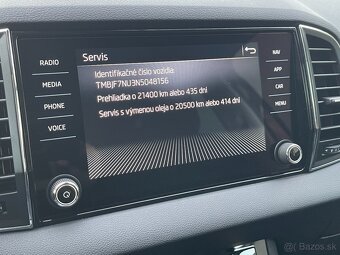 Servis
Identifikačné číslo vozidla:
TMBJF7NU3N5048156
Prehliadka o 21400 km alebo 435 dní
Servis s výmenou oleja o 20500 km alebo 414 dní
RADIO
MEDIA
PHONE
VOICE
NAV
APP
CAR
MENU
Bazos.sk